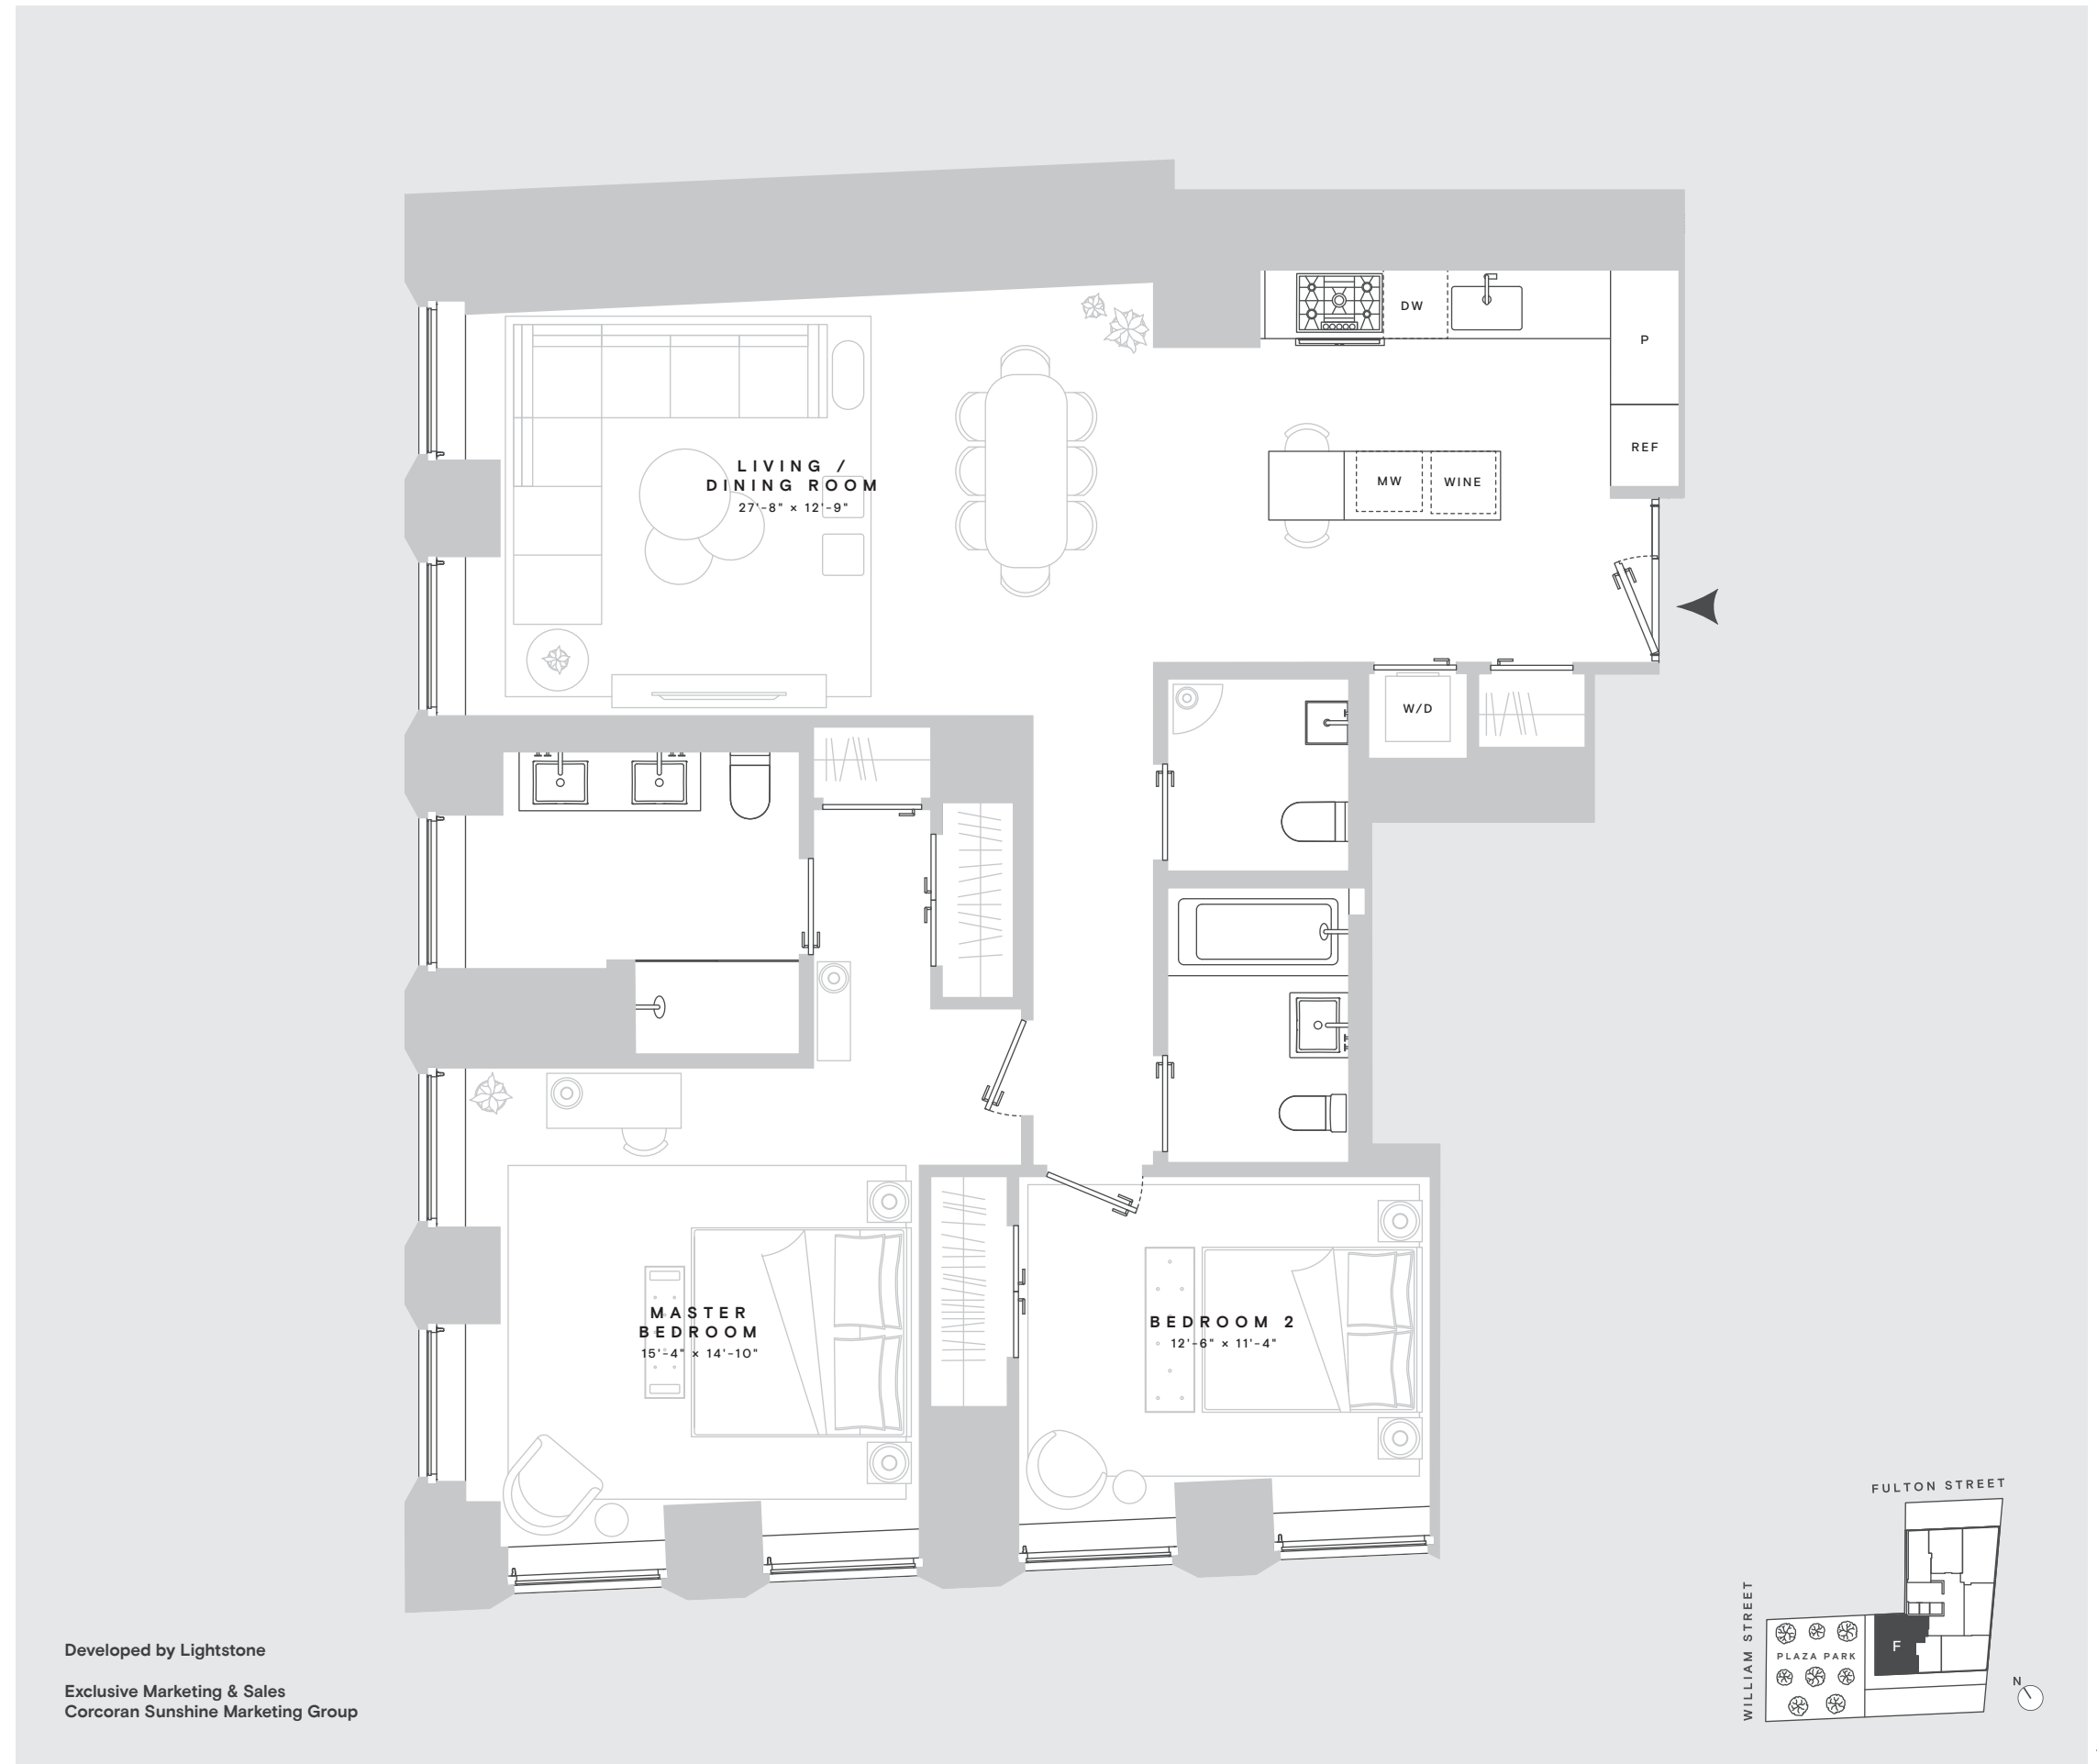 DW
P
REF
MW
WINE
LIVING /
DINING ROOM
27'-8" × 12'-9"
W/D
MASTER
BEDROOM
15'-4" × 14'-10"
BEDROOM 2
12'-6" × 11'-4"
FULTON STREET
WILLIAM STREET
PLAZA PARK
F
N
Developed by Lightstone
Exclusive Marketing & Sales
Corcoran Sunshine Marketing Group